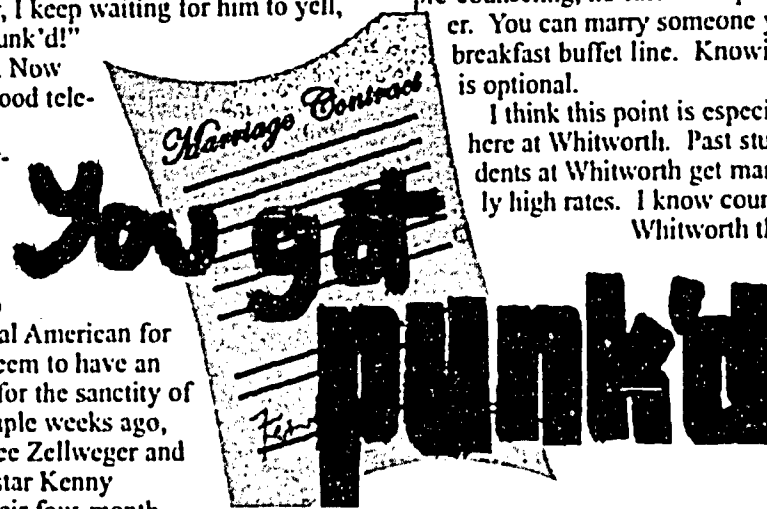 , I keep waiting for him to yell,
unk'd!"
. Now
ood tele-
al American for
eem to have an
for the sanctity of
uple weeks ago,
ee Zellweger and
star Kenny
Marriage Contract
You got
punk'd
er. You can marry someone
breakfast buffet line. Knowi
is optional.
I think this point is especi
here at Whitworth. Past stu
dents at Whitworth get mar
ly high rates. I know coun
Whitworth th